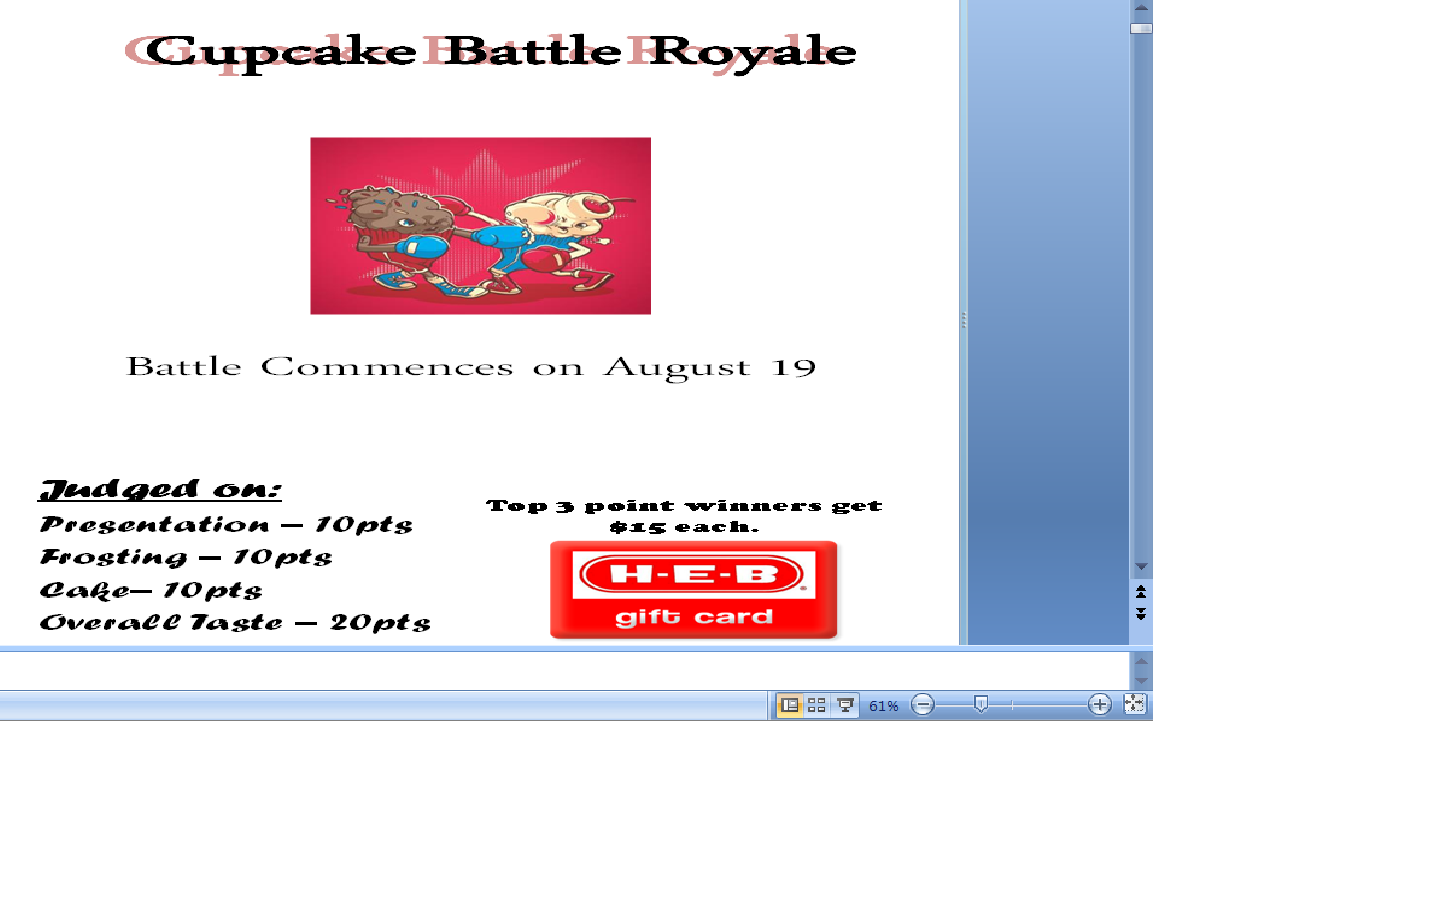 Cupcake Battle Royale
Battle Commences on August 19
Judged on:
Presentation – 10pts
Frosting – 10pts
Cake– 10pts
Overall Taste – 20pts
Top 3 point winners get
$15 each.
H-E-B
gift card
61%